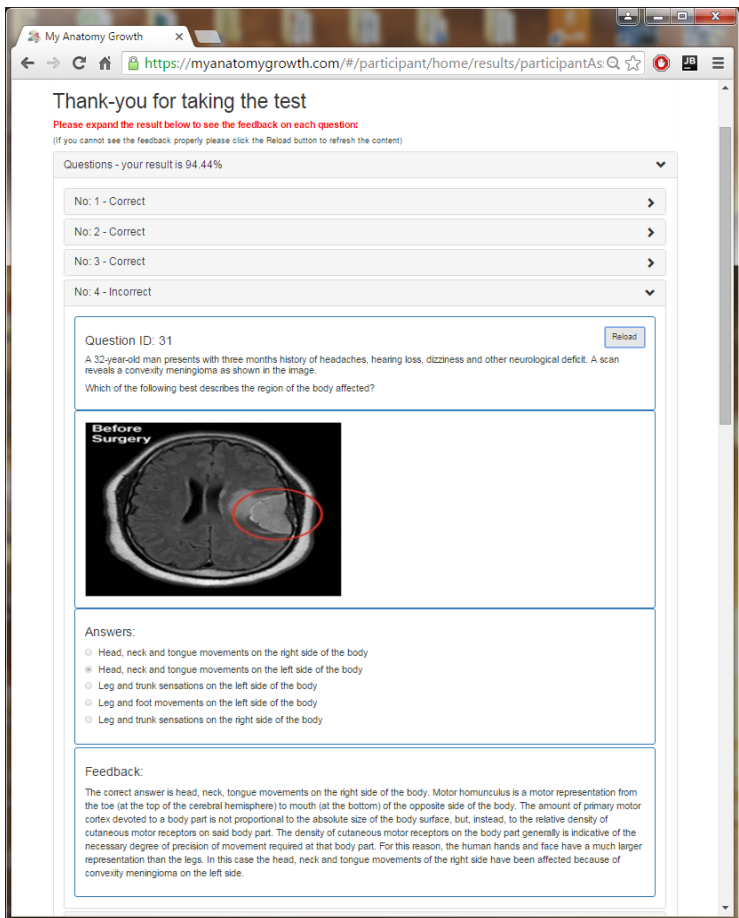 My Anatomy Growth
https://myanatomygrowth.com/#/participant/home/results/participantAs
JB
Thank-you for taking the test
Please expand the result below to see the feedback on each question:
(If you cannot see the feedback properly please click the Reload button to refresh the content)
Questions - your result is 94.44%
No: 1 - Correct
No: 2 - Correct
No: 3 - Correct
No: 4 - Incorrect
Question ID: 31
Reload
A 32-year-old man presents with three months history of headaches, hearing loss, dizziness and other neurological deficit. A scan
reveals a convexity meningioma as shown in the image.
Which of the following best describes the region of the body affected?
Before
Surgery
Answers:
Head, neck and tongue movements on the right side of the body
Head, neck and tongue movements on the left side of the body
Leg and trunk sensations on the left side of the body
Leg and foot movements on the left side of the body
Leg and trunk sensations on the right side of the body
Feedback:
The correct answer is head, neck, tongue movements on the right side of the body. Motor homunculus is a motor representation from
the toe (at the top of the cerebral hemisphere) to mouth (at the bottom) of the opposite side of the body. The amount of primary motor
cortex devoted to a body part is not proportional to the absolute size of the body surface, but, instead, to the relative density of
cutaneous motor receptors on said body part. The density of cutaneous motor receptors on the body part generally is indicative of the
necessary degree of precision of movement required at that body part. For this reason, the human hands and face have a much larger
representation than the legs. In this case the head, neck and tongue movements of the right side have been affected because of
convexity meningioma on the left side.